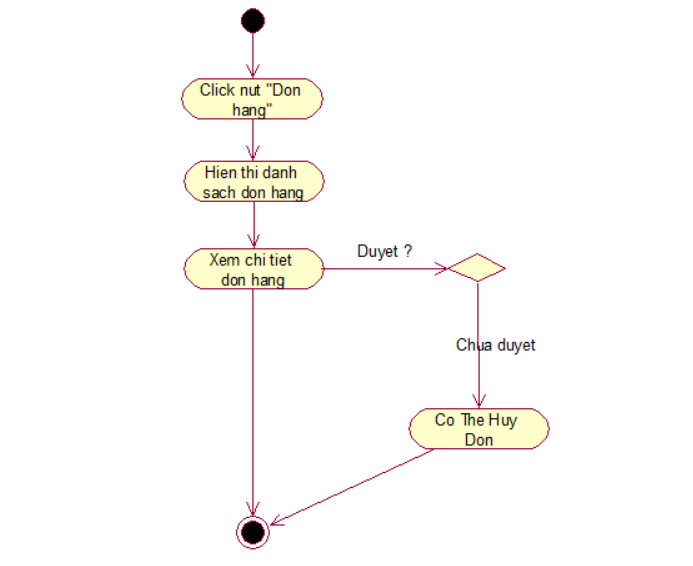 Click nut "Don
hang"
Hien thi danh
sach don hang
Xem chi tiet
don hang
Duyet ?
Chua duyet
Co The Huy
Don